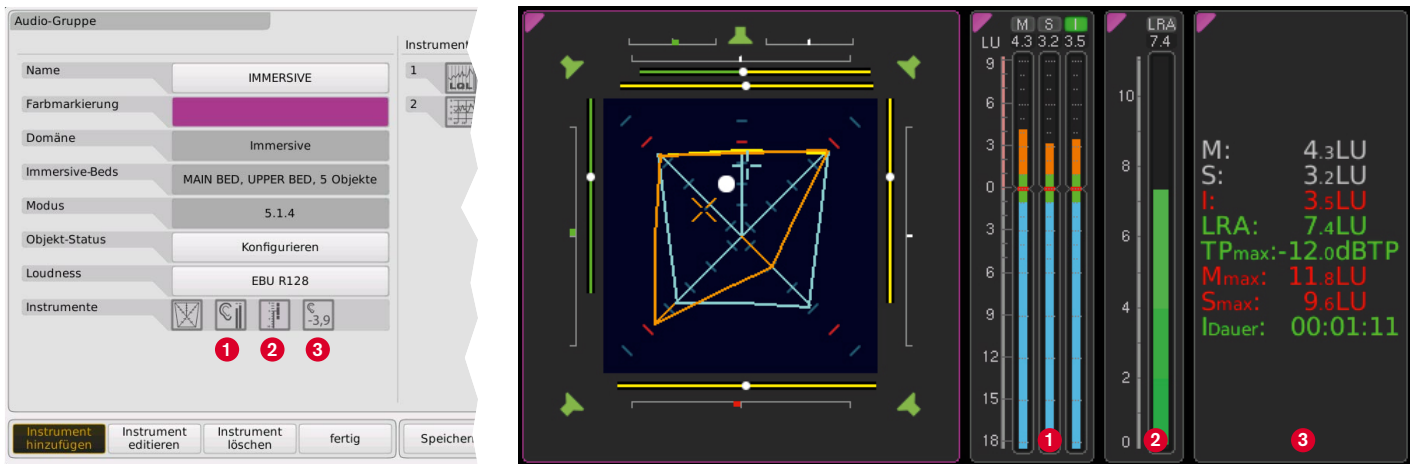 Audio-Gruppe
Instrument
Name
IMMERSIVE
1
LQL
Farbmarkierung
2
Domäne
Immersive
Immersive-Beds
MAIN BED, UPPER BED, 5 Objekte
Modus
5.1.4
Objekt-Status
Konfigurieren
Loudness
EBU R128
Instrumente
-3,9
1 2 3
Instrument hinzufügen
Instrument editieren
Instrument löschen
fertig
Speicher
M S I
LU 4.3 3.2 3.5
9
6
3
0
3
6
9
12
15
18
1
LRA
7.4
10
8
6
4
2
0
2
M: 4.3LU
S: 3.2LU
I: 3.5LU
LRA: 7.4LU
TPmax:-12.0dBTP
Mmax: 11.8LU
Smax: 9.6LU
IDauer: 00:01:11
3